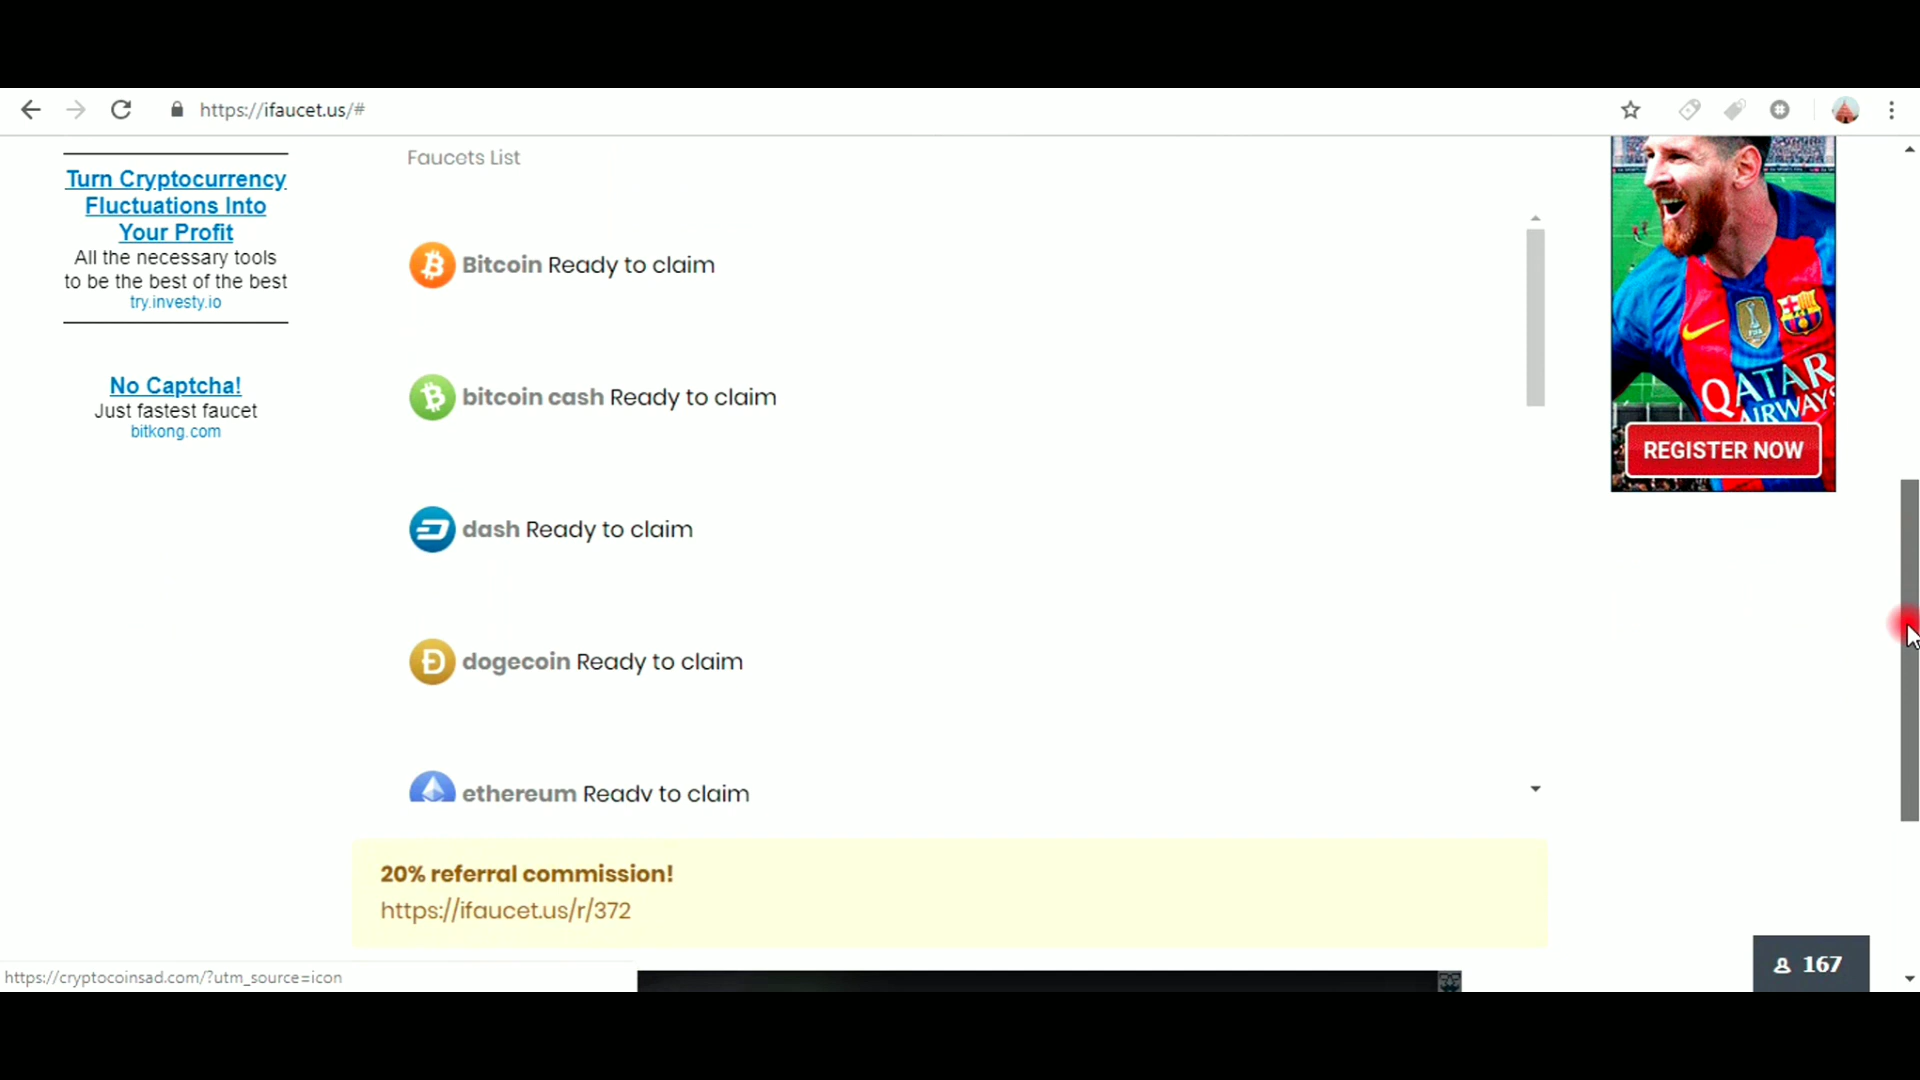 https://ifaucet.us/#
Turn Cryptocurrency
Fluctuations Into
Your Profit
All the necessary tools
to be the best of the best
try.investy.io
No Captcha!
Just fastest faucet
bitkong.com
Faucets List
Bitcoin Ready to claim
bitcoin cash Ready to claim
dash Ready to claim
dogecoin Ready to claim
ethereum Ready to claim
20% referral commission!
https://ifaucet.us/r/372
QATAR
AIRWAYS
REGISTER NOW
167
https://cryptocoinsad.com/?utm_source=icon